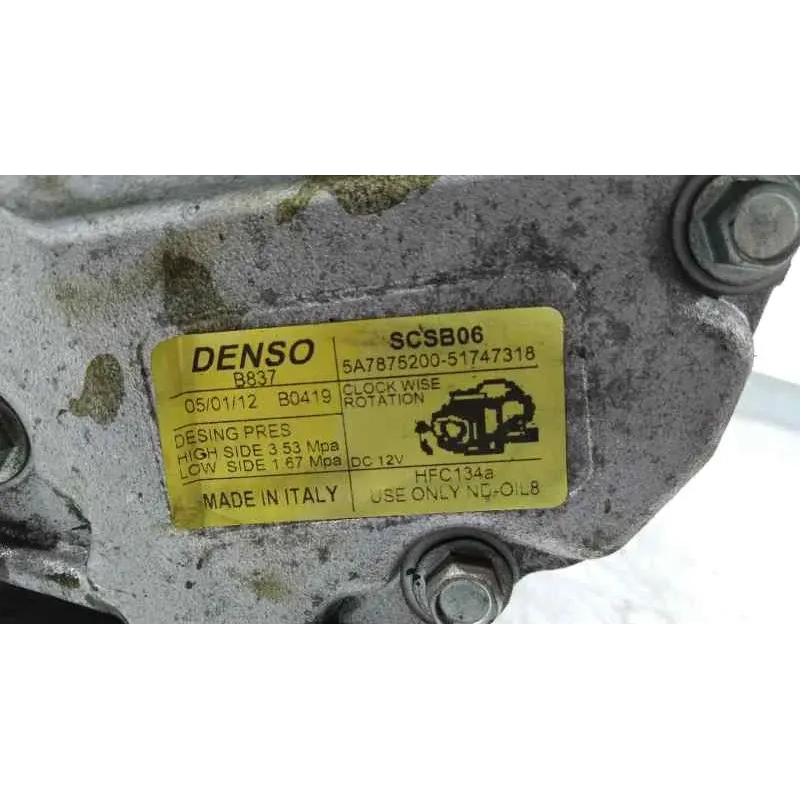 DENSO
B837
05/01/12 B0419
DESING PRES
HIGH SIDE 3.53 Mpa
LOW SIDE 1.67 Mpa
MADE IN ITALY
SCSB06
5A7875200-51747318
CLOCK WISE
ROTATION
DC 12V
HFC134a
USE ONLY ND-OIL8